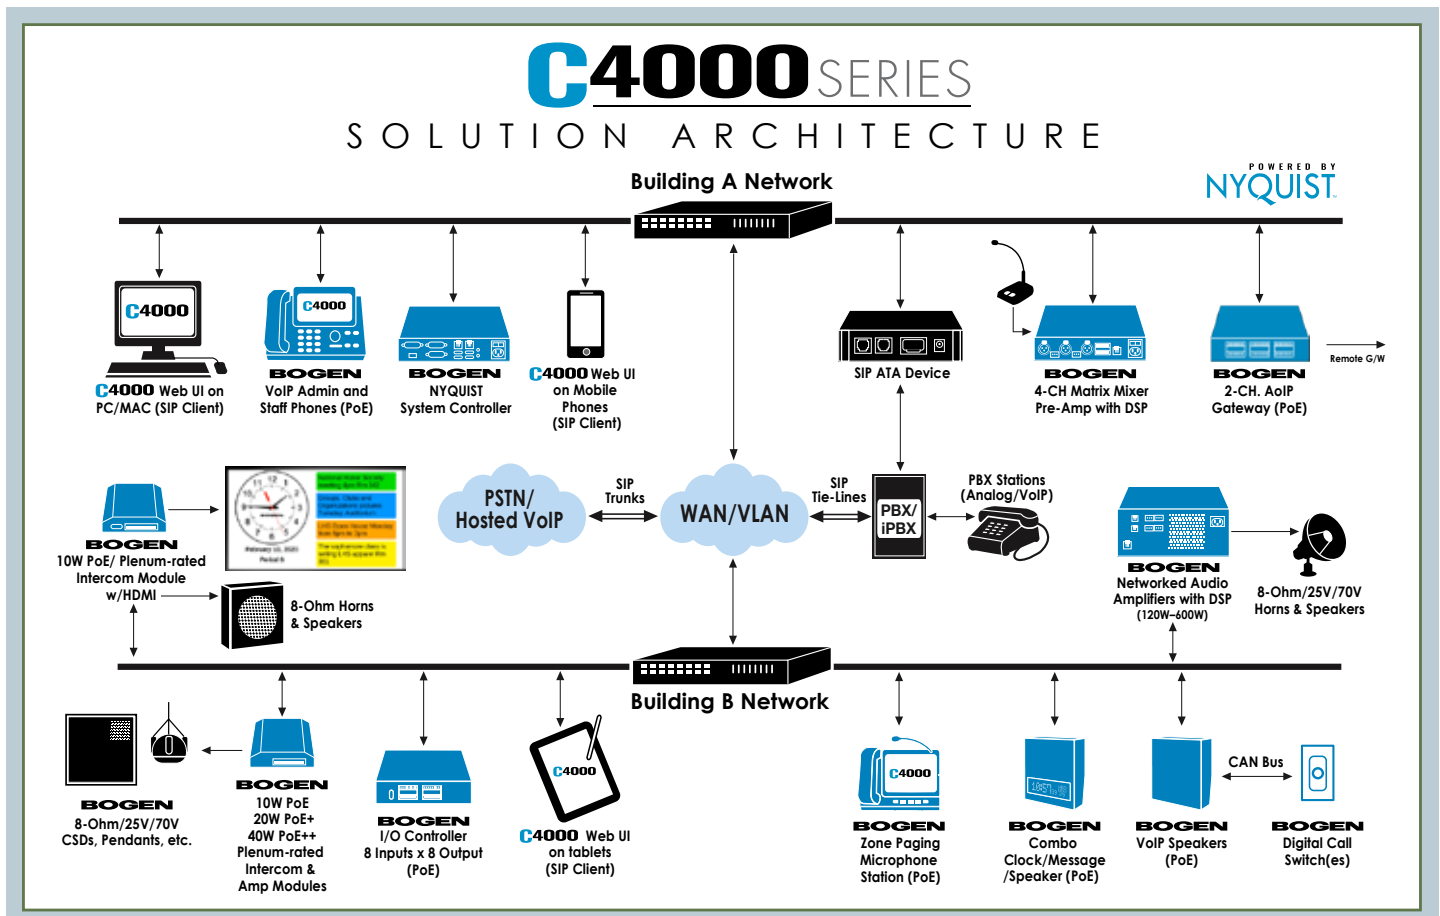 C4000 SERIES
SOLUTION ARCHITECTURE
POWERED BY
NYQUIST
Building A Network
C4000
BOGEN
C4000 Web UI on
PC/MAC (SIP Client)
C4000
BOGEN
VoIP Admin and
Staff Phones (PoE)
BOGEN
NYQUIST
System Controller
C4000 Web UI
on Mobile
Phones
(SIP Client)
SIP ATA Device
BOGEN
4-CH Matrix Mixer
Pre-Amp with DSP
BOGEN
2-CH. AoIP
Gateway (PoE)
Remote G/W
BOGEN
10W PoE/ Plenum-rated
Intercom Module
w/HDMI
February 10, 2020
8-Ohm Horns
& Speakers
PSTN/
Hosted VoIP
SIP
Trunks
WAN/VLAN
SIP
Tie-Lines
PBX/
iPBX
PBX Stations
(Analog/VoIP)
BOGEN
Networked Audio
Amplifiers with DSP
(120W–600W)
8-Ohm/25V/70V
Horns & Speakers
Building B Network
BOGEN
8-Ohm/25V/70V
CSDs, Pendants, etc.
BOGEN
10W PoE
20W PoE+
40W PoE++
Plenum-rated
Intercom &
Amp Modules
BOGEN
I/O Controller
8 Inputs x 8 Output
(PoE)
C4000
C4000 Web UI
on tablets
(SIP Client)
C4000
BOGEN
Zone Paging
Microphone
Station (PoE)
BOGEN
Combo
Clock/Message
/Speaker (PoE)
BOGEN
VoIP Speakers
(PoE)
CAN Bus
BOGEN
Digital Call
Switch(es)